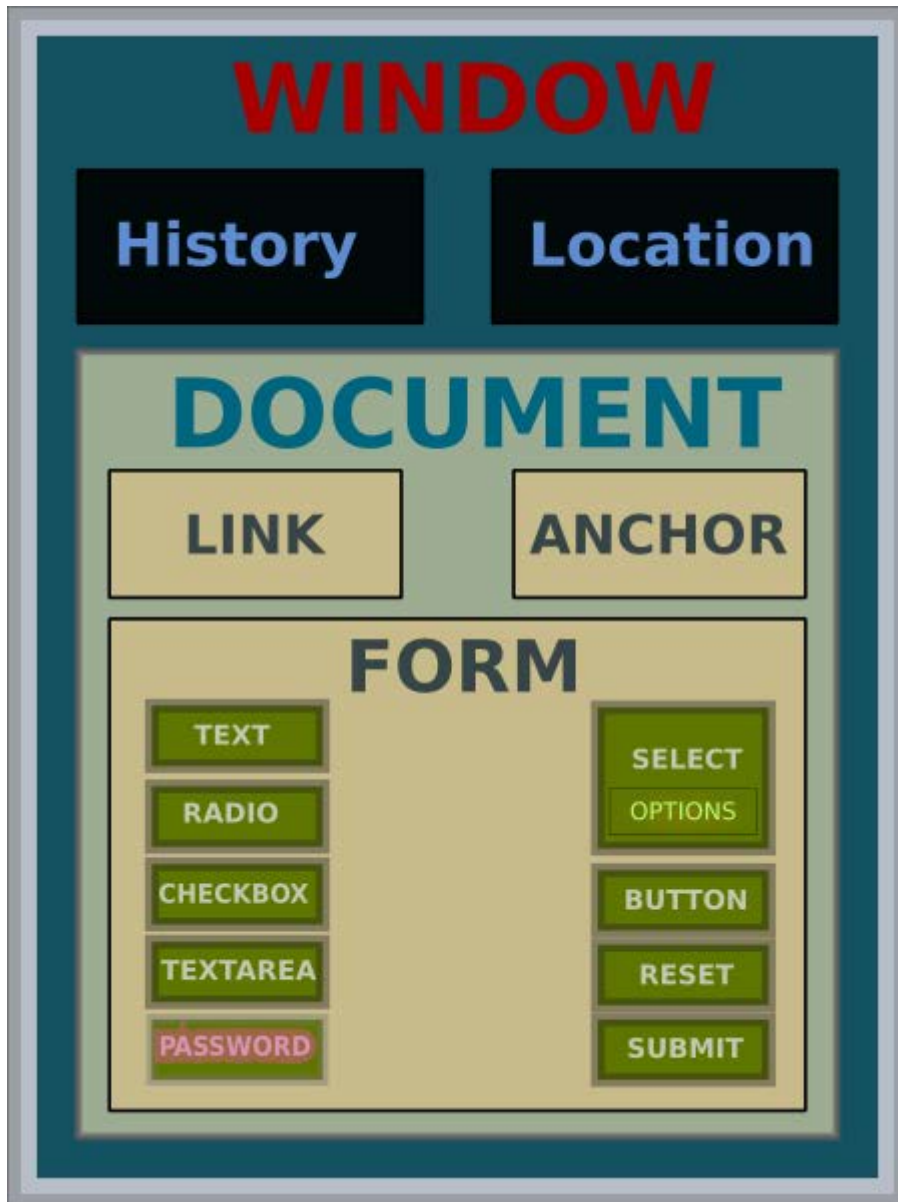 WINDOW
History
Location
DOCUMENT
LINK
ANCHOR
FORM
TEXT
RADIO
CHECKBOX
TEXTAREA
PASSWORD
SELECT
OPTIONS
BUTTON
RESET
SUBMIT